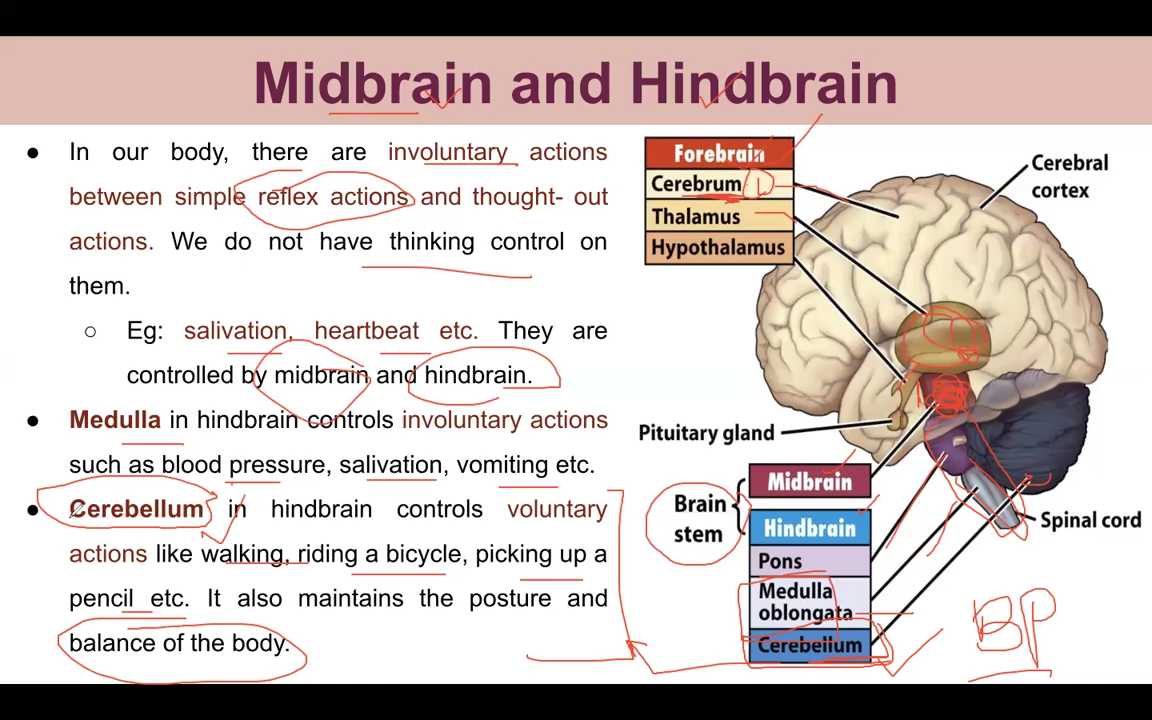 Midbrain and Hindbrain
● In our body, there are involuntary actions
between simple reflex actions and thought- out
actions. We do not have thinking control on
them.
○ Eg: salivation, heartbeat etc. They are
controlled by midbrain and hindbrain.
● Medulla in hindbrain controls involuntary actions
such as blood pressure, salivation, vomiting etc.
● Cerebellum in hindbrain controls voluntary
actions like walking, riding a bicycle, picking up a
pencil etc. It also maintains the posture and
balance of the body.
Forebrain
Cerebrum
Thalamus
Hypothalamus
Cerebral
cortex
Pituitary gland
Midbrain
Brain
stem
Hindbrain
Pons
Medulla
oblongata
Cerebellum
Spinal cord
BP